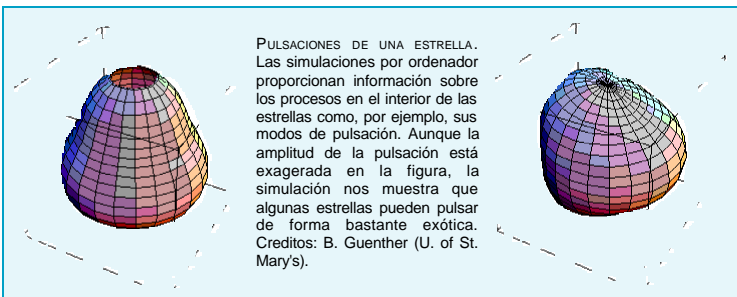 PULSACIONES DE UNA ESTRELLA.
Las simulaciones por ordenador
proporcionan información sobre
los procesos en el interior de las
estrellas como, por ejemplo, sus
modos de pulsación. Aunque la
amplitud de la pulsación está
exagerada en la figura, la
simulación nos muestra que
algunas estrellas pueden pulsar
de forma bastante exótica.
Creditos: B. Guenther (U. of St.
Mary's).